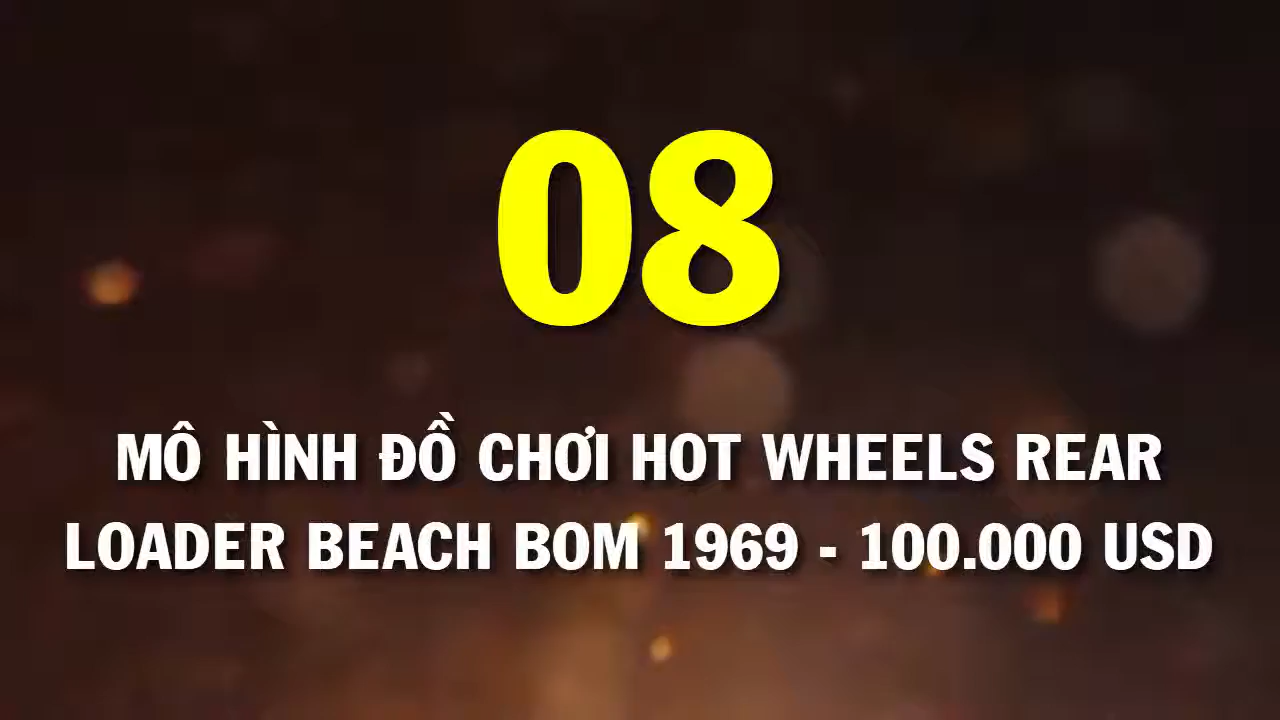 08
MÔ HÌNH ĐỒ CHƠI HOT WHEELS REAR
LOADER BEACH BOM 1969 - 100.000 USD